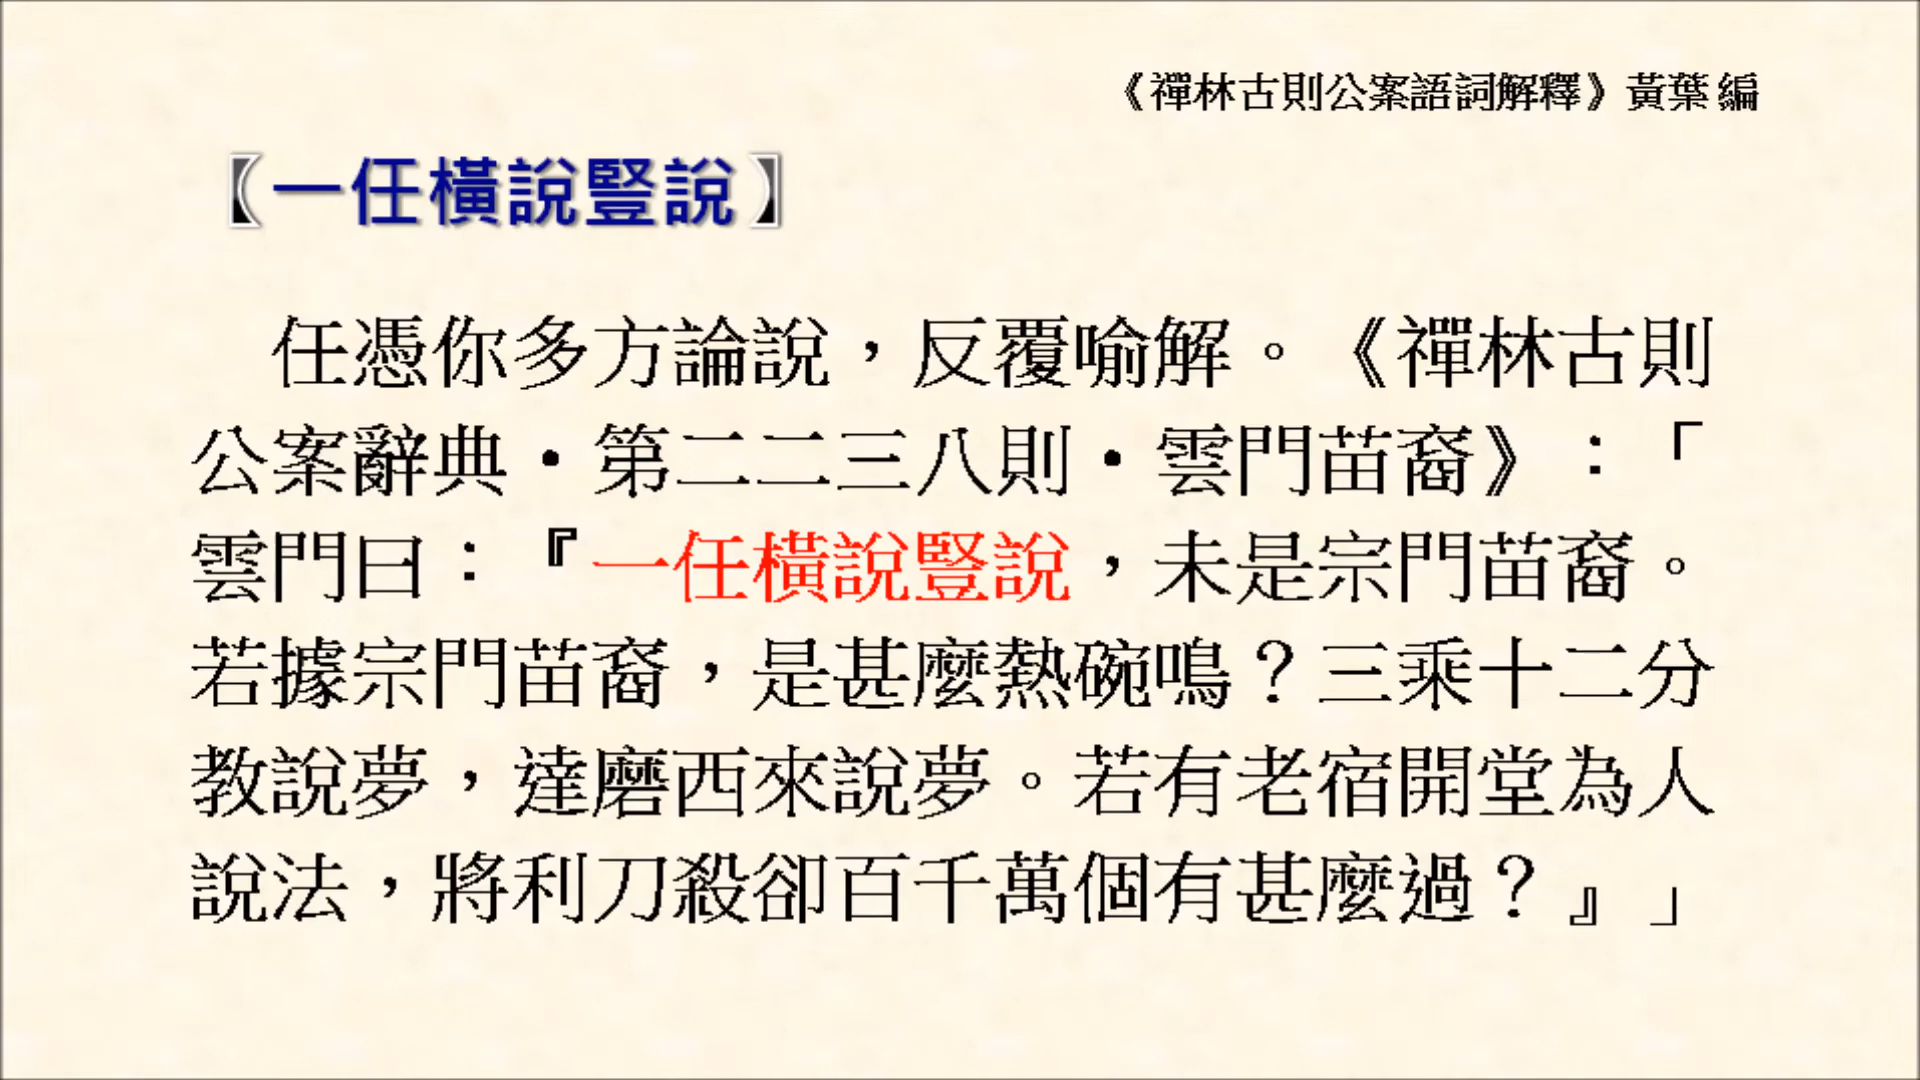 《禪林古則公案語詞解釋》黃葉編
【一任橫說豎說】
任憑你多方論說，反覆喻解。《禪林古則
公案辭典•第二二三八則•雲門苗裔》：「
雲門曰：『一任橫說豎說，未是宗門苗裔。
若據宗門苗裔，是甚麼熱碗鳴？三乘十二分
教說夢，達磨西來說夢。若有老宿開堂為人
說法，將利刀殺卻百千萬個有甚麼過？』」